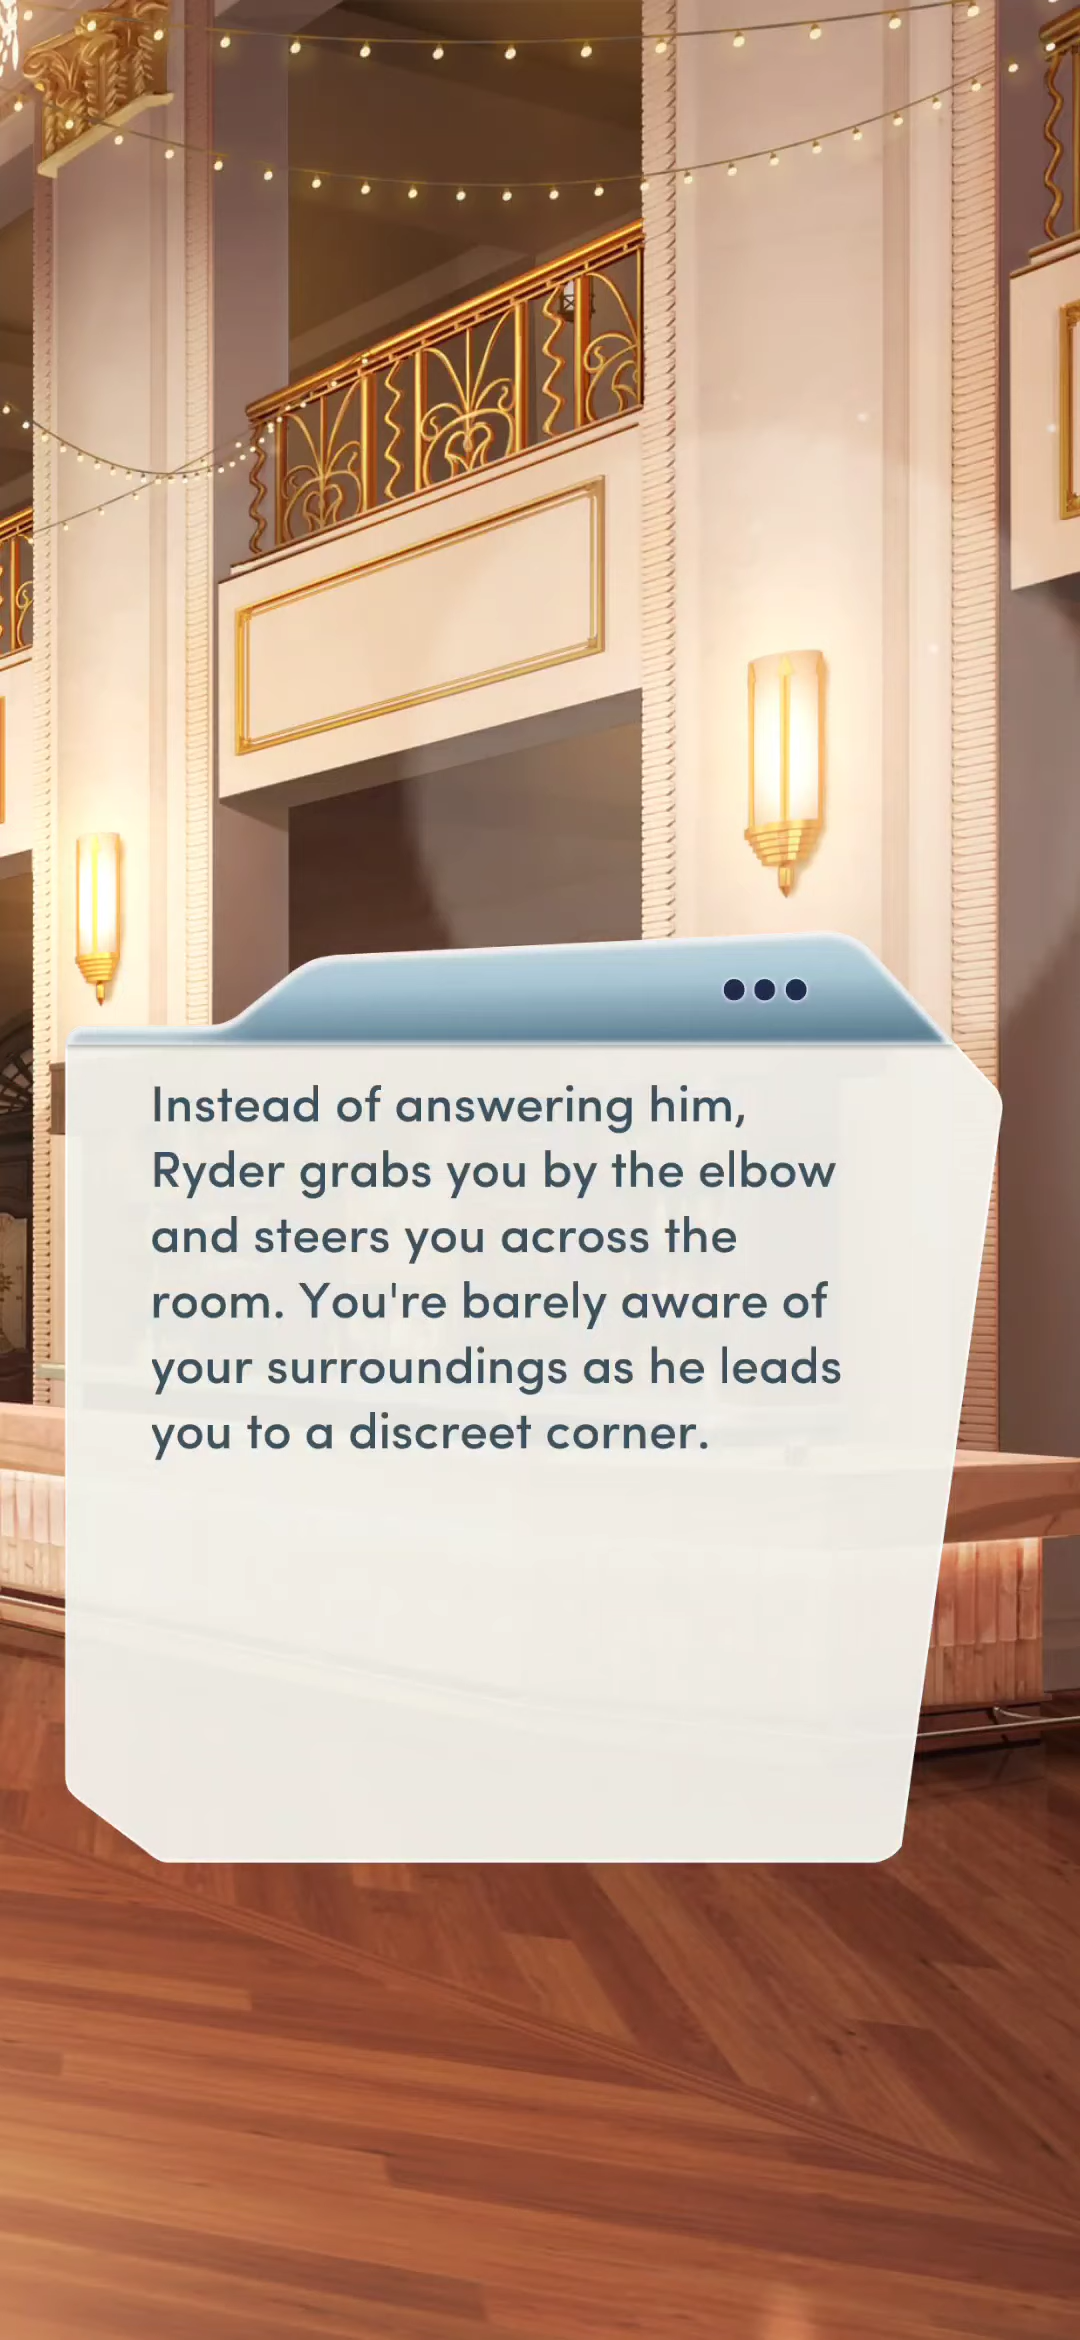 Instead of answering him,
Ryder grabs you by the elbow
and steers you across the
room. You're barely aware of
your surroundings as he leads
you to a discreet corner.